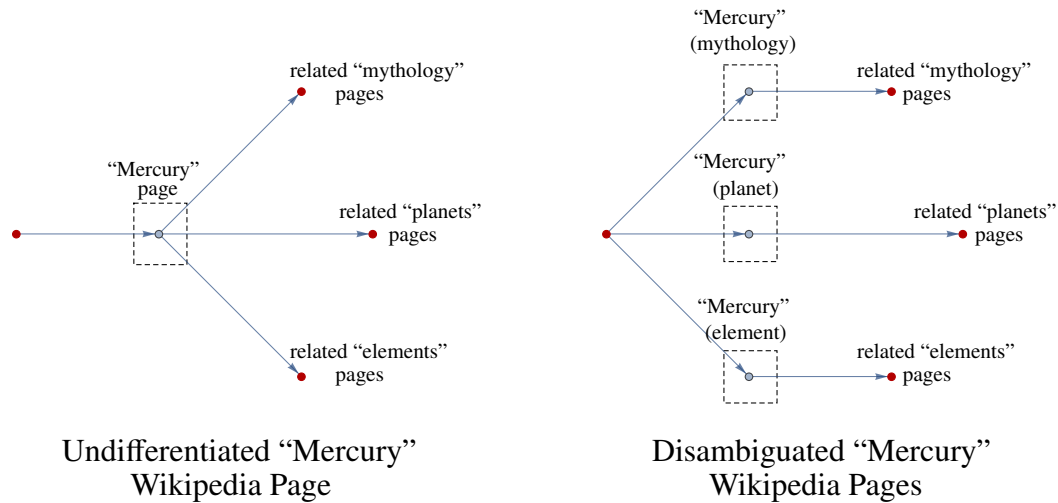 related “mythology”
pages
“Mercury”
page
related “planets”
pages
related “elements”
pages
Undifferentiated “Mercury”
Wikipedia Page
“Mercury”
(mythology)
related “mythology”
pages
“Mercury”
(planet)
related “planets”
pages
“Mercury”
(element)
related “elements”
pages
Disambiguated “Mercury”
Wikipedia Pages